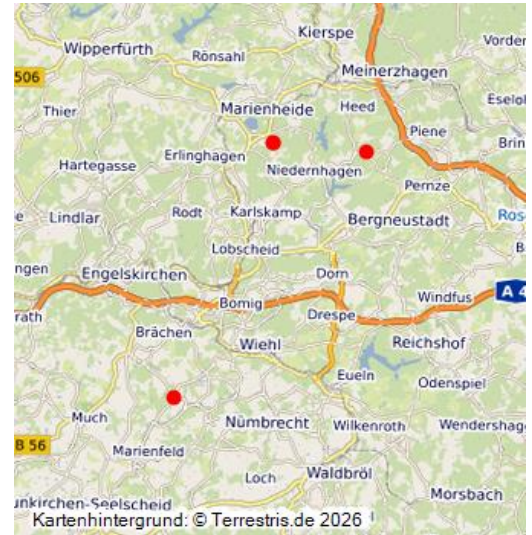 Kierspe
Vorder
Wipperfürth
Rönsahl
Meinerzhagen
506
Eselo
Thier
Marienheide
Heed
Piene
Brin
Erlinghagen
Hartegasse
Niedernhagen
Pernze
Rodt
Karlskamp
Ros
Lindlar
Bergneustadt
Lobscheid
ngen
Engelskirchen
Dorn
A 4
Windfus
Bomig
rath
Drespe
Brächen
Wiehl
Reichshof
Eueln
Odenspiel
Much
Nümbrecht
Wilkenroth
Wendershag
B 56
Marienfeld
Loch
Waldbröl
Morsbach
unkirchen-Seelscheid
Kartenhintergrund: © Terrestris.de 2026